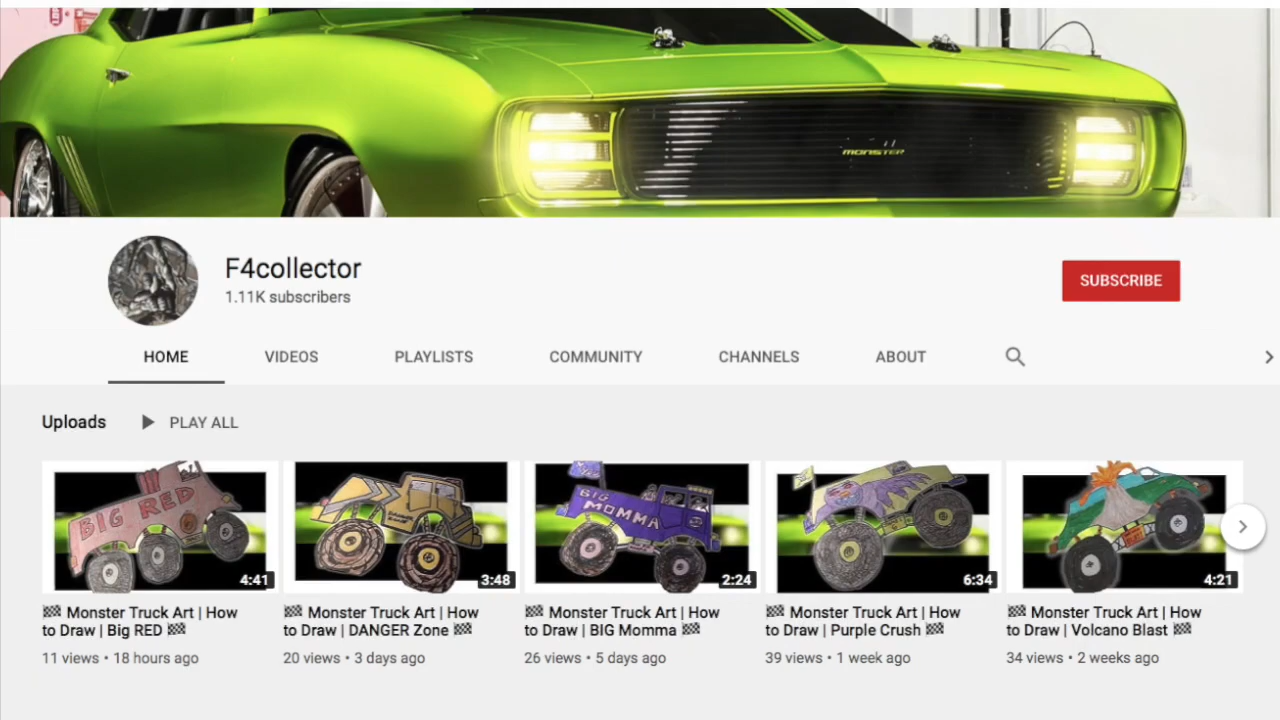 MONSTER
F4collector
1.11K subscribers
SUBSCRIBE
HOME VIDEOS PLAYLISTS COMMUNITY CHANNELS ABOUT
Uploads PLAY ALL
BIG RED
BIG MOMMA
4:41 3:48 2:24 6:34 4:21
🏁 Monster Truck Art | How to Draw | Big RED 🏁
11 views • 18 hours ago
🏁 Monster Truck Art | How to Draw | DANGER Zone 🏁
20 views • 3 days ago
🏁 Monster Truck Art | How to Draw | BIG Momma 🏁
26 views • 5 days ago
🏁 Monster Truck Art | How to Draw | Purple Crush 🏁
39 views • 1 week ago
🏁 Monster Truck Art | How to Draw | Volcano Blast 🏁
34 views • 2 weeks ago